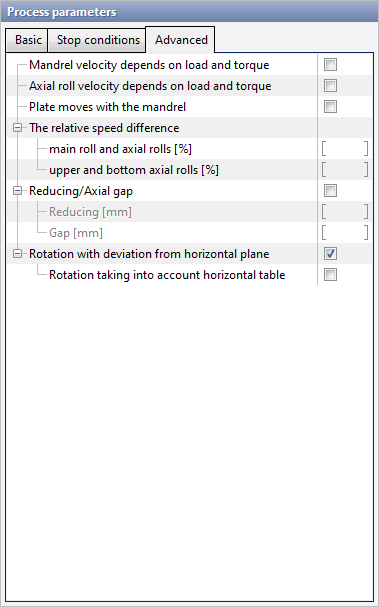 Process parameters
Basic Stop conditions Advanced
Mandrel velocity depends on load and torque
Axial roll velocity depends on load and torque
Plate moves with the mandrel
The relative speed difference
main roll and axial rolls [%] [ ]
upper and bottom axial rolls [%] [ ]
Reducing/Axial gap
Reducing [mm] [ ]
Gap [mm] [ ]
Rotation with deviation from horizontal plane
Rotation taking into account horizontal table